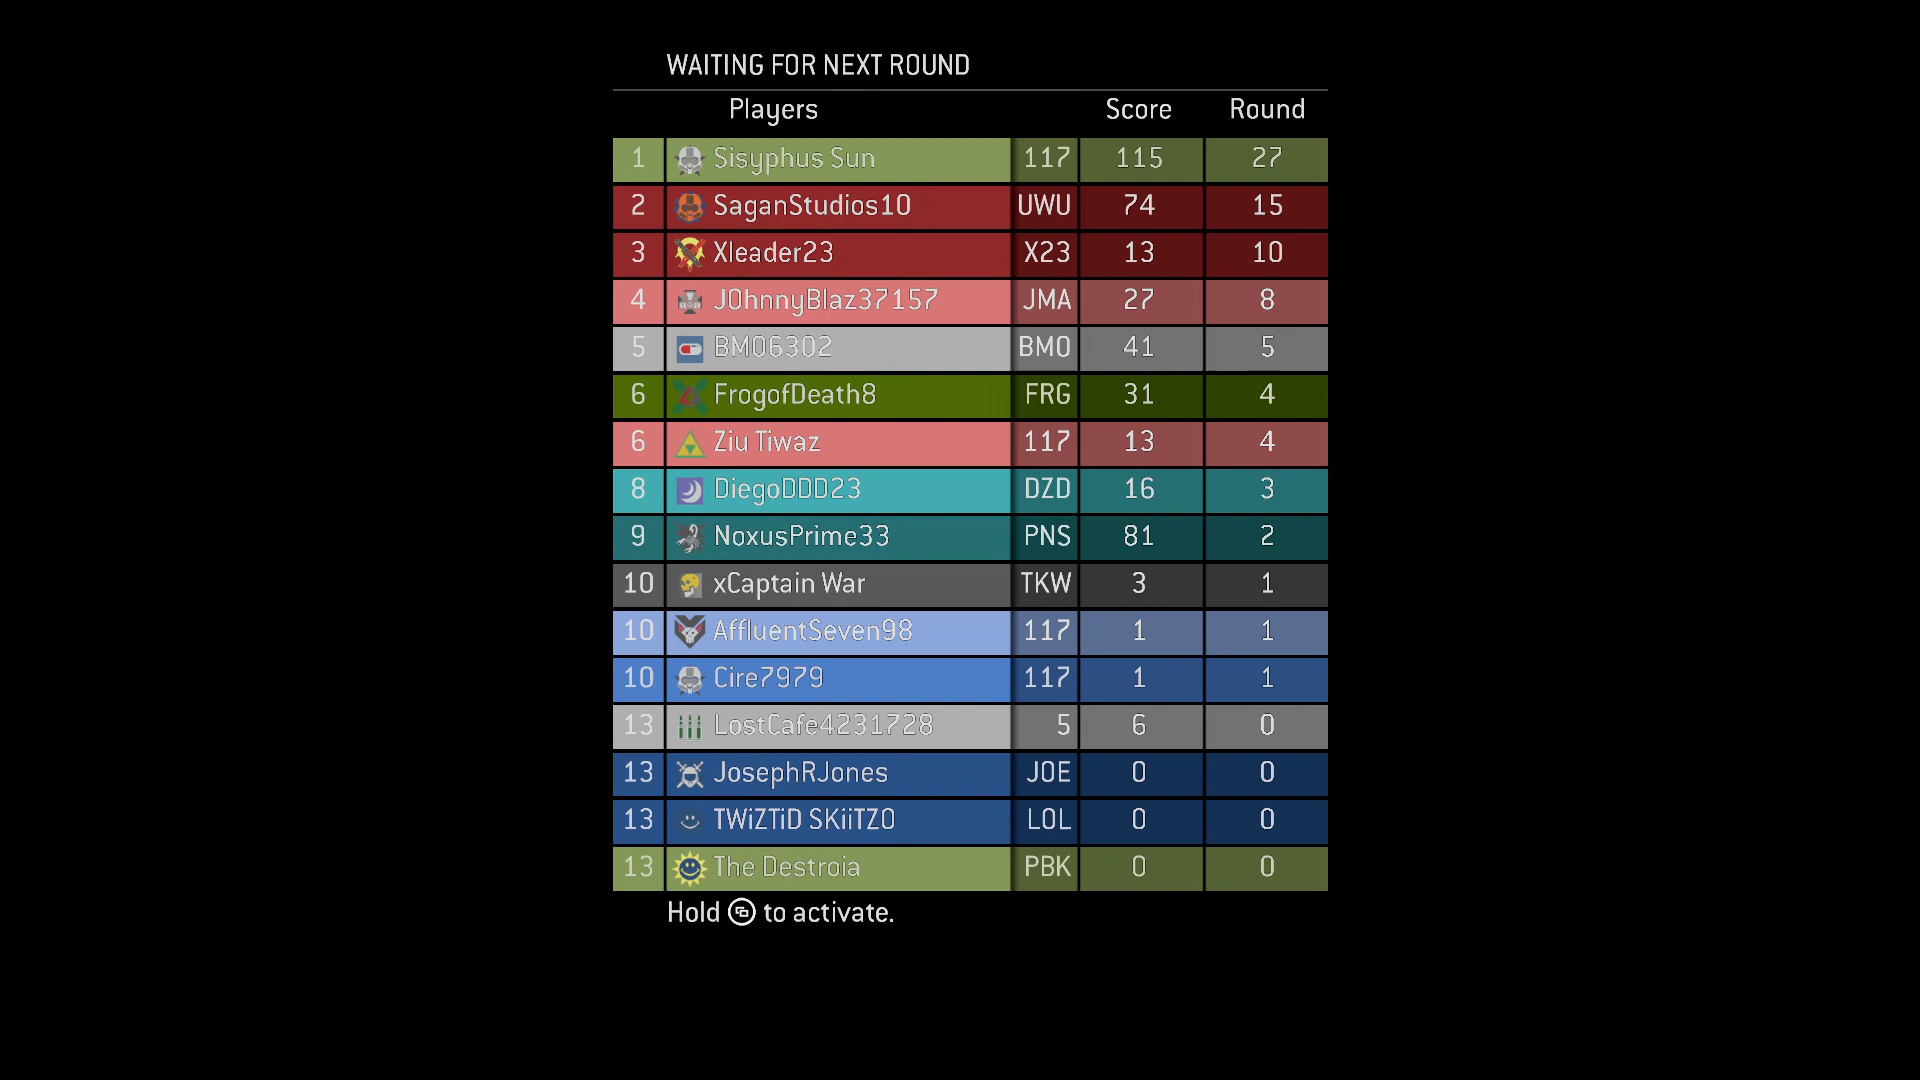 WAITING FOR NEXT ROUND
Players Score Round
1 Sisyphus Sun 117 115 27
2 SaganStudios10 UWU 74 15
3 Xleader23 X23 13 10
4 J0hnnyBlaz37157 JMA 27 8
5 BMO6302 BMO 41 5
6 FrogofDeath8 FRG 31 4
6 Ziu Tiwaz 117 13 4
8 DiegoDDD23 DZD 16 3
9 NoxusPrime33 PNS 81 2
10 xCaptain War TKW 3 1
10 AffluentSeven98 117 1 1
10 Cire7979 117 1 1
13 LostCafe4231728 5 6 0
13 JosephRJones JOE 0 0
13 TWiZTiD SKiiTZO LOL 0 0
13 The Destroia PBK 0 0
Hold to activate.